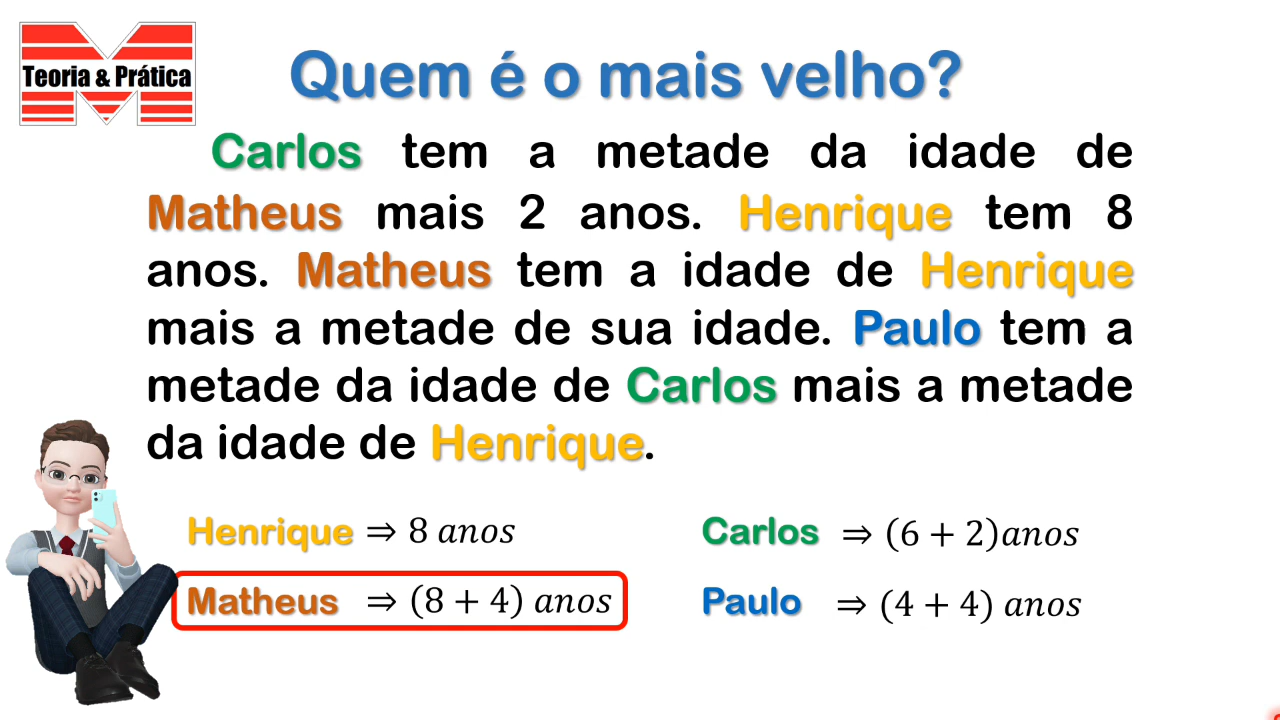 Teoria & Prática
Quem é o mais velho?
Carlos tem a metade da idade de
Matheus mais 2 anos. Henrique tem 8
anos. Matheus tem a idade de Henrique
mais a metade de sua idade. Paulo tem a
metade da idade de Carlos mais a metade
da idade de Henrique.
Henrique ⇒ 8 anos
Carlos ⇒ (6 + 2)anos
Matheus ⇒ (8 + 4) anos
Paulo ⇒ (4 + 4) anos